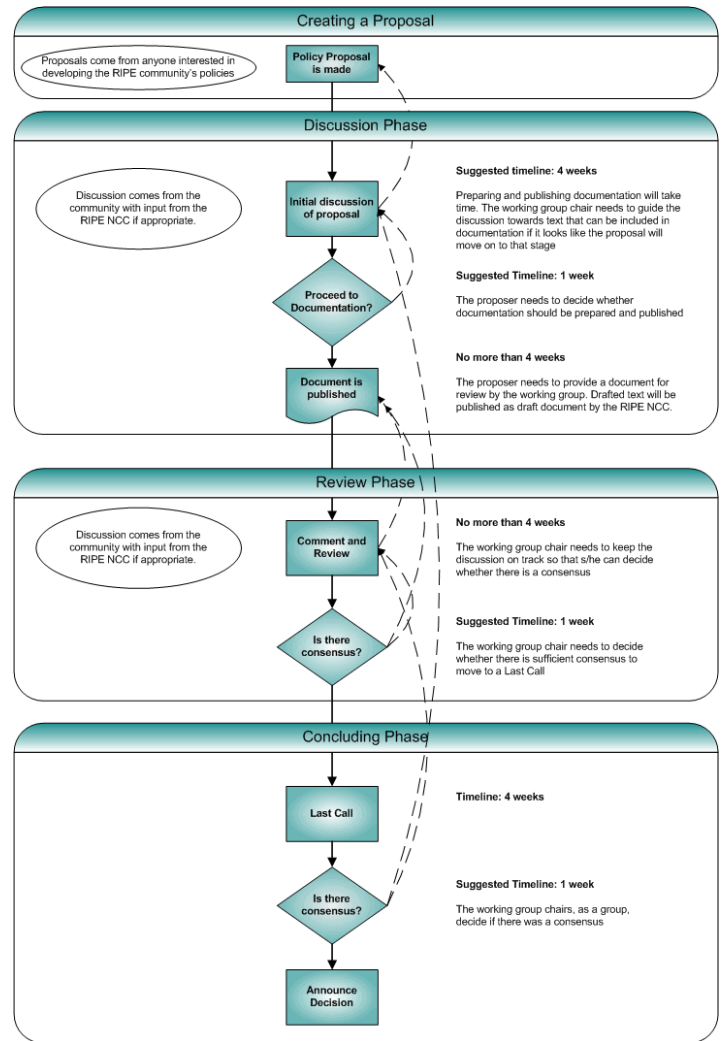 Creating a Proposal
Proposals come from anyone interested in
developing the RIPE community's policies
Policy Proposal
is made
Discussion Phase
Discussion comes from the
community with input from the
RIPE NCC if appropriate.
Initial discussion
of proposal
Suggested timeline: 4 weeks
Preparing and publishing documentation will take
time. The working group chair needs to guide the
discussion towards text that can be included in
documentation if it looks like the proposal will
move on to that stage
Proceed to
Documentation?
Suggested Timeline: 1 week
The proposer needs to decide whether
documentation should be prepared and published
Document is
published
No more than 4 weeks
The proposer needs to provide a document for
review by the working group. Drafted text will be
published as draft document by the RIPE NCC.
Review Phase
Discussion comes from the
community with input from the
RIPE NCC if appropriate.
Comment and
Review
No more than 4 weeks
The working group chair needs to keep the
discussion on track so that s/he can decide
whether there is a consensus
Is there
consensus?
Suggested Timeline: 1 week
The working group chair needs to decide
whether there is sufficient consensus to
move to a Last Call
Concluding Phase
Last Call
Timeline: 4 weeks
Is there
consensus?
Suggested Timeline: 1 week
The working group chairs, as a group,
decide if there was a consensus
Announce
Decision